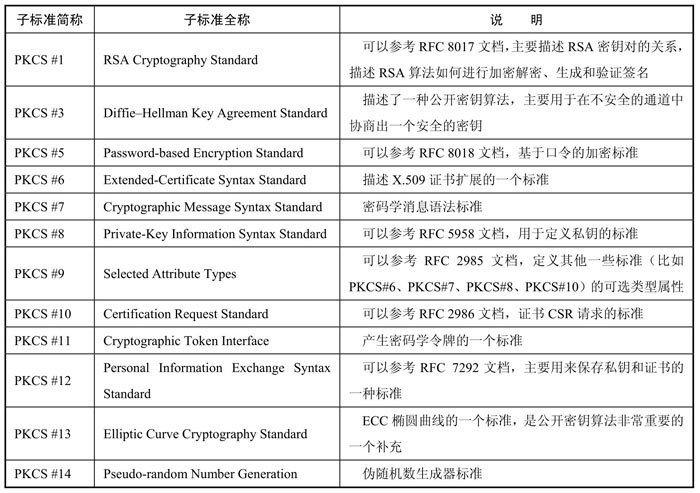 子标准简称 子标准全称 说 明
PKCS #1 RSA Cryptography Standard 可以参考 RFC 8017 文档，主要描述 RSA 密钥对的关系，
描述 RSA 算法如何进行加密解密、生成和验证签名
PKCS #3 Diffie–Hellman Key Agreement Standard 描述了一种公开密钥算法，主要用于在不安全的通道中
协商出一个安全的密钥
PKCS #5 Password-based Encryption Standard 可以参考 RFC 8018 文档，基于口令的加密标准
PKCS #6 Extended-Certificate Syntax Standard 描述 X.509 证书扩展的一个标准
PKCS #7 Cryptographic Message Syntax Standard 密码学消息语法标准
PKCS #8 Private-Key Information Syntax Standard 可以参考 RFC 5958 文档，用于定义私钥的标准
PKCS #9 Selected Attribute Types 可以参考 RFC 2985 文档，定义其他一些标准（比如
PKCS#6、PKCS#7、PKCS#8、PKCS#10）的可选类型属性
PKCS #10 Certification Request Standard 可以参考 RFC 2986 文档，证书 CSR 请求的标准
PKCS #11 Cryptographic Token Interface 产生密码学令牌的一个标准
PKCS #12 Personal Information Exchange Syntax
Standard 可以参考 RFC 7292 文档，主要用来保存私钥和证书的
一种标准
PKCS #13 Elliptic Curve Cryptography Standard ECC 椭圆曲线的一个标准，是公开密钥算法非常重要的
一个补充
PKCS #14 Pseudo-random Number Generation 伪随机数生成器标准